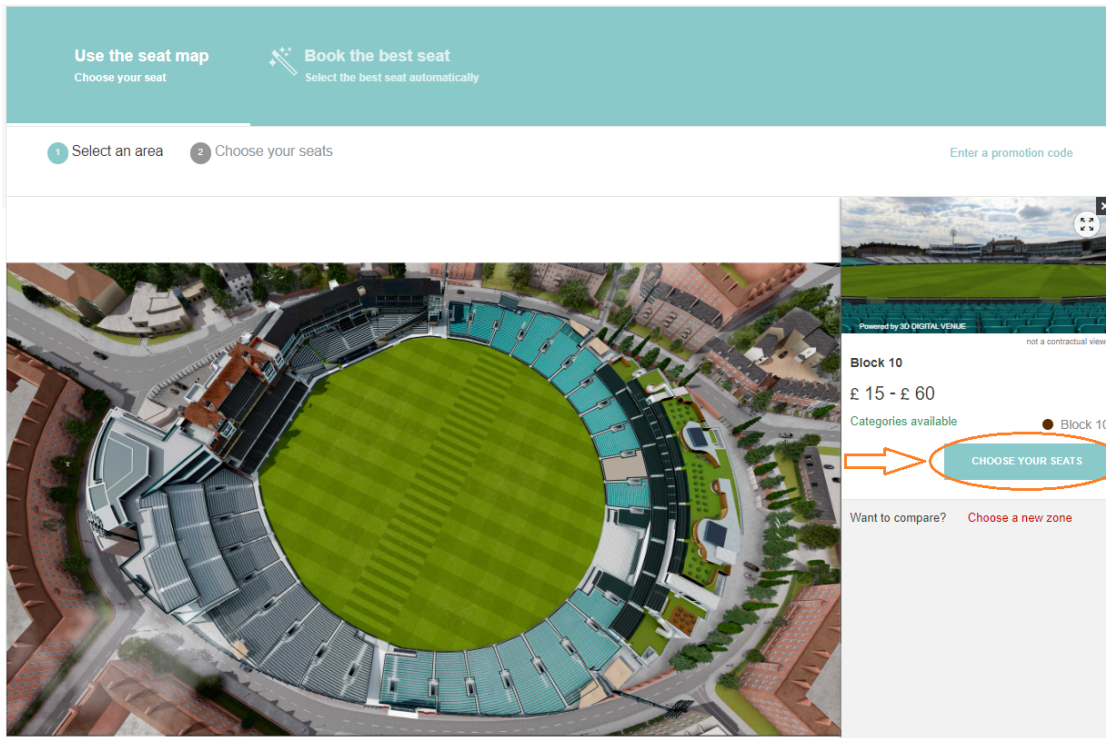 Use the seat map
Choose your seat
Book the best seat
Select the best seat automatically
1 Select an area
2 Choose your seats
Enter a promotion code
Powered by 3D DIGITAL VENUE
not a contractual view
Block 10
£ 15 - £ 60
Categories available
Block 10
CHOOSE YOUR SEATS
Want to compare? Choose a new zone